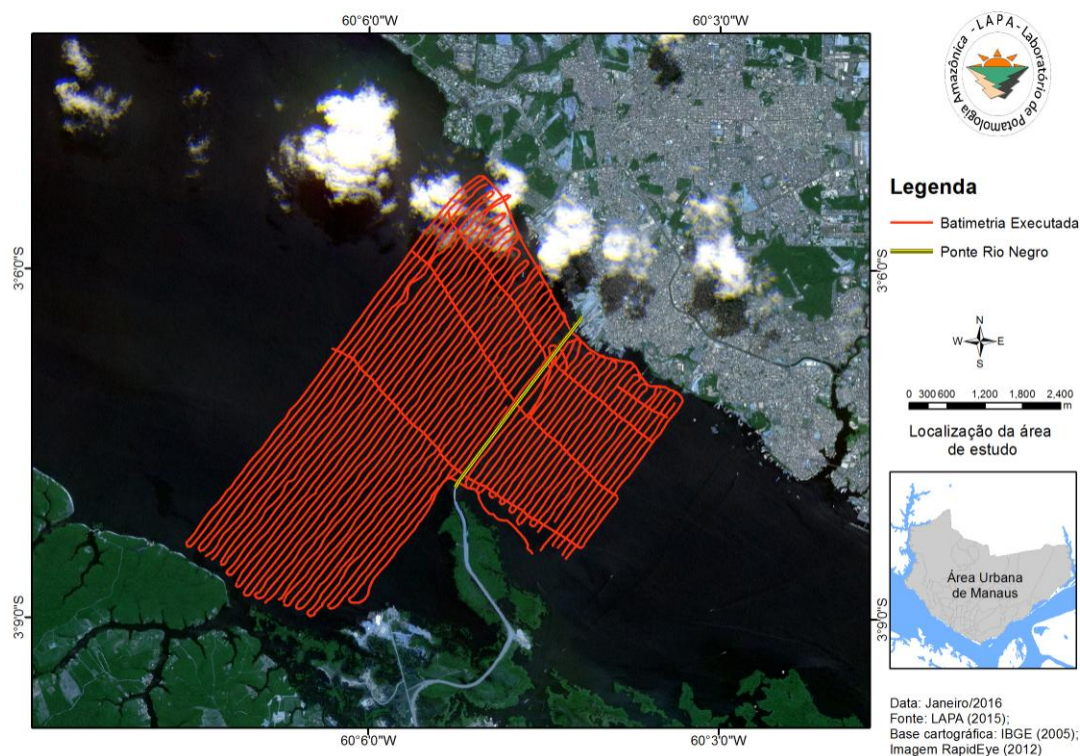 60°6'0"W
60°3'0"W
LAPA - Laboratório de Potamologia Amazônica -
Legenda
Batimetria Executada
Ponte Rio Negro
3°6'0"S
3°6'0"S
N
W
E
S
0 300 600 1,200 1,800 2,400
m
Localização da área
de estudo
Área Urbana
de Manaus
3°9'0"S
3°9'0"S
60°6'0"W
60°3'0"W
Data: Janeiro/2016
Fonte: LAPA (2015);
Base cartográfica: IBGE (2005);
Imagem RapidEye (2012)